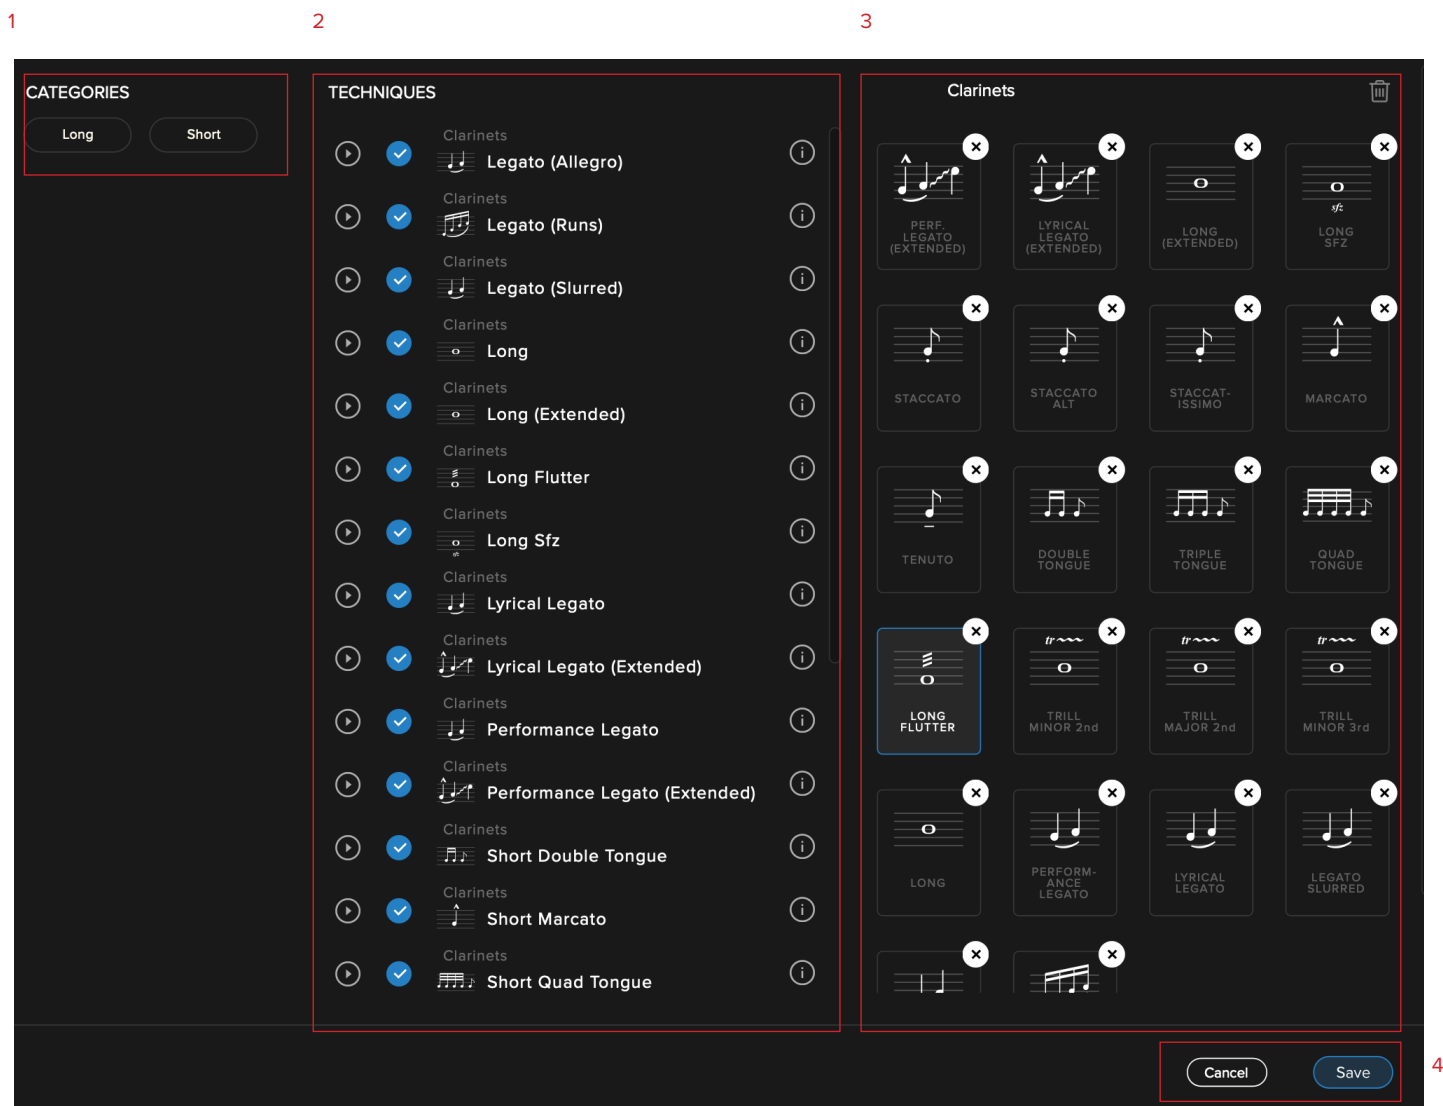 1
2
3
CATEGORIES
Long
Short
TECHNIQUES
Clarinets
Legato (Allegro)
Clarinets
Legato (Runs)
Clarinets
Legato (Slurred)
Clarinets
Long
Clarinets
Long (Extended)
Clarinets
Long Flutter
Clarinets
Long Sfz
Clarinets
Lyrical Legato
Clarinets
Lyrical Legato (Extended)
Clarinets
Performance Legato
Clarinets
Performance Legato (Extended)
Clarinets
Short Double Tongue
Clarinets
Short Marcato
Clarinets
Short Quad Tongue
Clarinets
PERF.
LEGATO
(EXTENDED)
LYRICAL
LEGATO
(EXTENDED)
LONG
(EXTENDED)
sfz
LONG
SFZ
STACCATO
STACCATO
ALT
STACCAT-
ISSIMO
MARCATO
TENUTO
DOUBLE
TONGUE
TRIPLE
TONGUE
QUAD
TONGUE
LONG
FLUTTER
tr
TRILL
MINOR 2nd
tr
TRILL
MAJOR 2nd
tr
TRILL
MINOR 3rd
LONG
PERFORM-
ANCE
LEGATO
LYRICAL
LEGATO
LEGATO
SLURRED
Cancel
Save
4